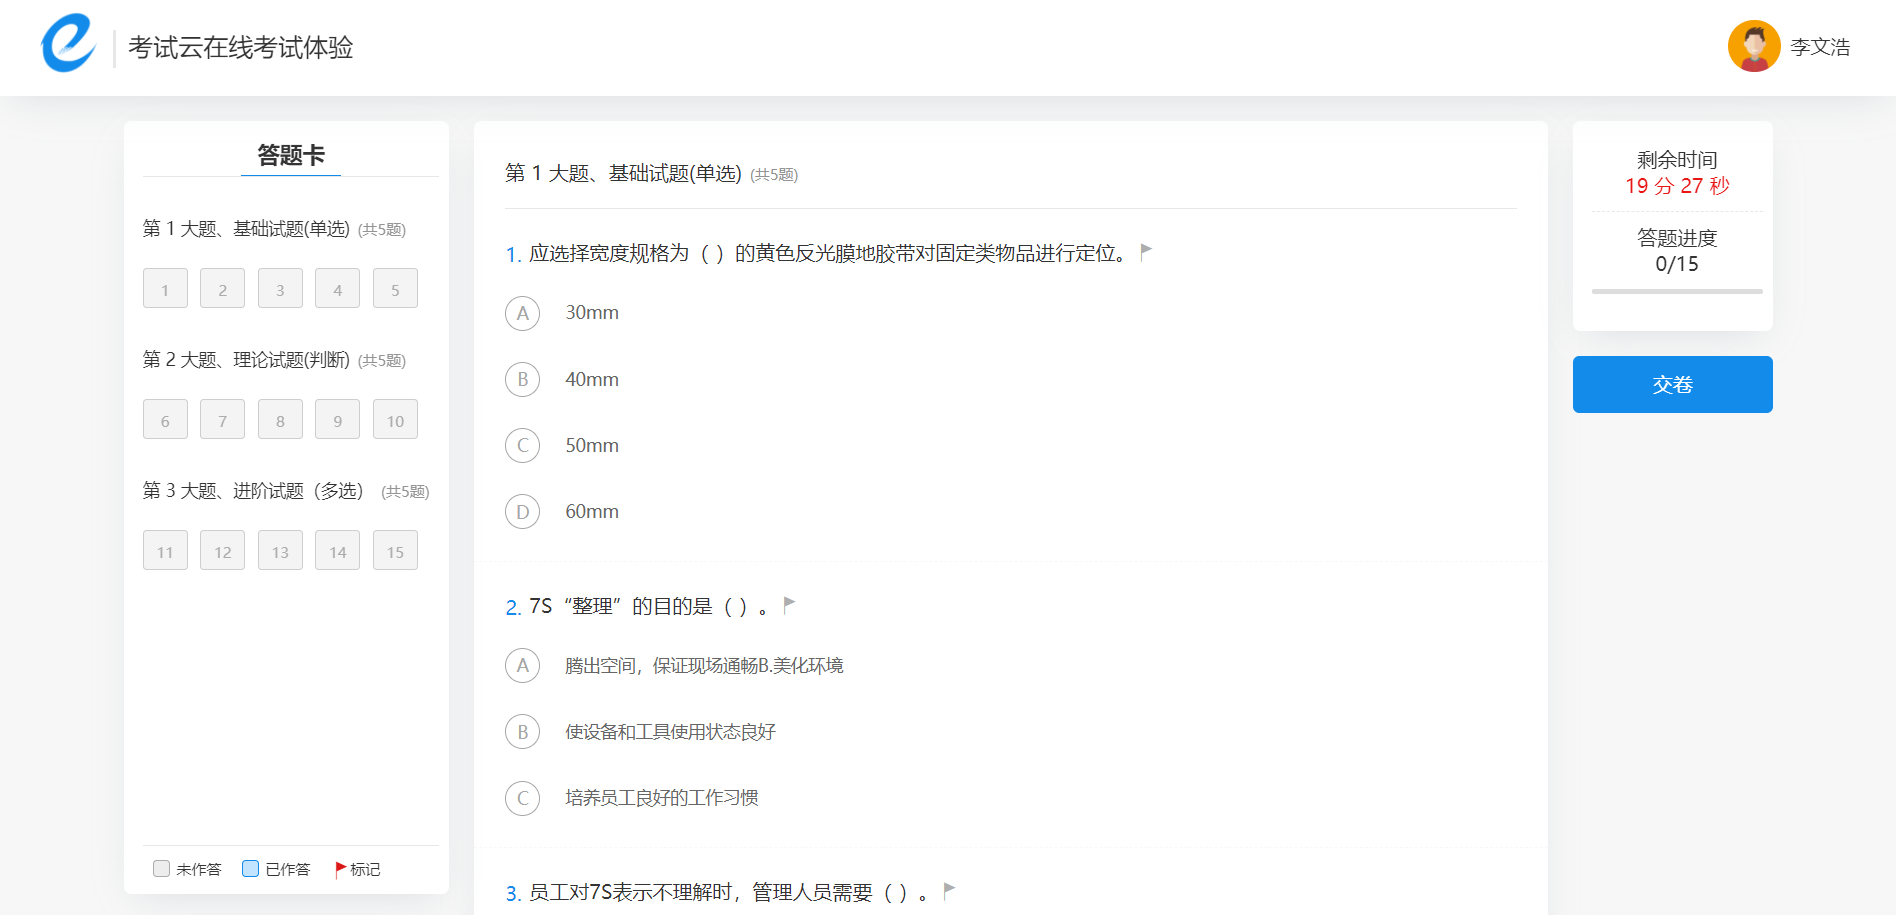 考试云在线考试体验
李文浩
答题卡
第 1 大题、基础试题(单选) (共5题)
1 2 3 4 5
第 2 大题、理论试题(判断) (共5题)
6 7 8 9 10
第 3 大题、进阶试题（多选） (共5题)
11 12 13 14 15
未作答 已作答 标记
第 1 大题、基础试题(单选) (共5题)
1. 应选择宽度规格为（ ）的黄色反光膜地胶带对固定类物品进行定位。
A 30mm
B 40mm
C 50mm
D 60mm
2. 7S“整理”的目的是（ ）。
A 腾出空间，保证现场通畅B.美化环境
B 使设备和工具使用状态良好
C 培养员工良好的工作习惯
3. 员工对7S表示不理解时，管理人员需要（ ）。
剩余时间
19 分 27 秒
答题进度
0/15
交卷